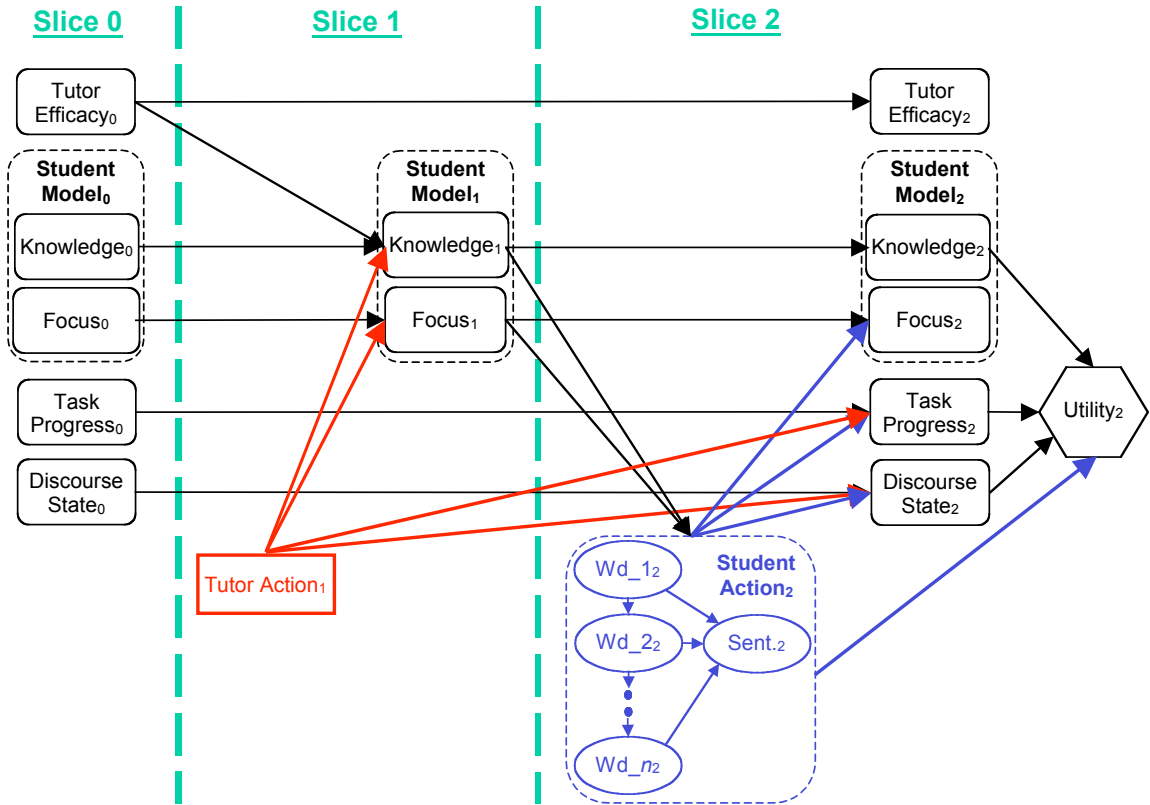 Slice 0
Slice 1
Slice 2
Tutor
Efficacy₀
Tutor
Efficacy₂
Student
Model₀
Student
Model₁
Student
Model₂
Knowledge₀
Knowledge₁
Knowledge₂
Focus₀
Focus₁
Focus₂
Task
Progress₀
Task
Progress₂
Utility₂
Discourse
State₀
Discourse
State₂
Tutor Action₁
Student
Action₂
Wd_1₂
Wd_2₂
Sent.₂
Wd_n₂